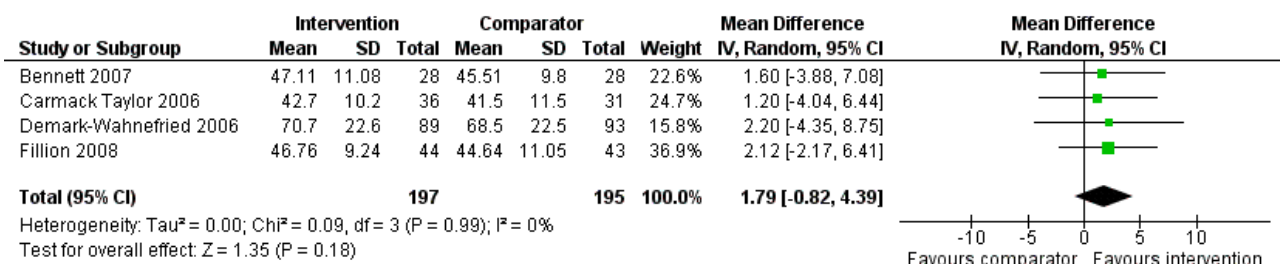 Intervention Comparator Mean Difference Mean Difference
Study or Subgroup Mean SD Total Mean SD Total Weight IV, Random, 95% CI IV, Random, 95% CI
Bennett 2007 47.11 11.08 28 45.51 9.8 28 22.6% 1.60 [-3.88, 7.08]
Carmack Taylor 2006 42.7 10.2 36 41.5 11.5 31 24.7% 1.20 [-4.04, 6.44]
Demark-Wahnefried 2006 70.7 22.6 89 68.5 22.5 93 15.8% 2.20 [-4.35, 8.75]
Fillion 2008 46.76 9.24 44 44.64 11.05 43 36.9% 2.12 [-2.17, 6.41]
Total (95% CI) 197 195 100.0% 1.79 [-0.82, 4.39]
Heterogeneity: Tau² = 0.00; Chi² = 0.09, df = 3 (P = 0.99); I² = 0%
Test for overall effect: Z = 1.35 (P = 0.18)
-10 -5 0 5 10
Favours comparator Favours intervention